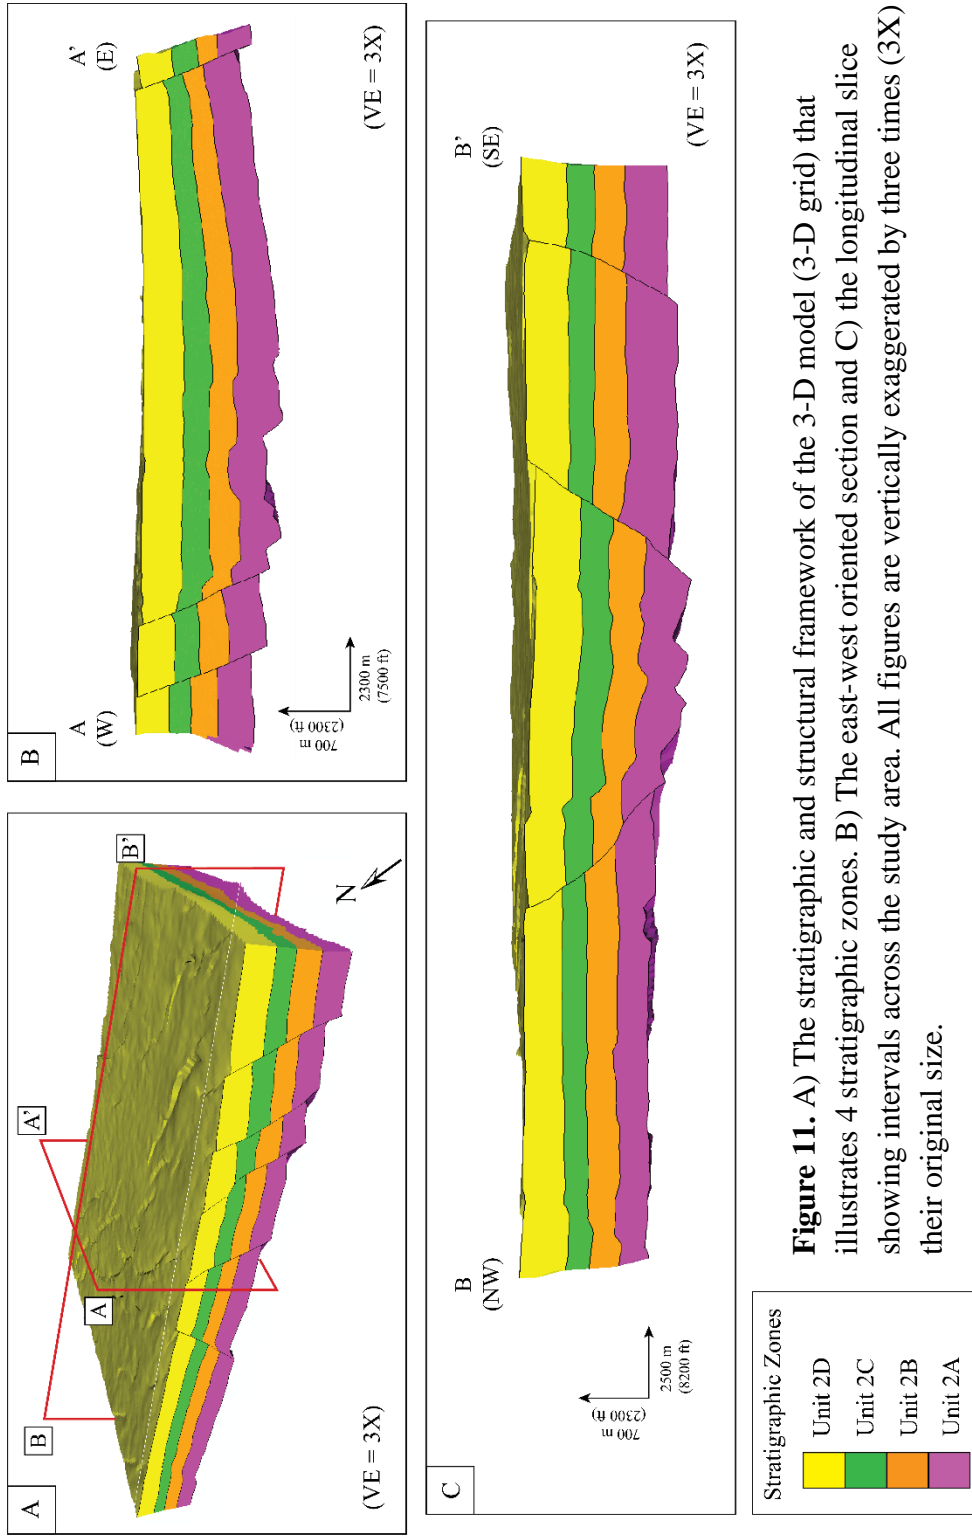 A
B
A
A'
B'
N
(VE = 3X)
B
A
(W)
A'
(E)
700 m
(2300 ft)
2300 m
(7500 ft)
(VE = 3X)
C
B
(NW)
B'
(SE)
700 m
(2300 ft)
2500 m
(8200 ft)
(VE = 3X)
Stratigraphic Zones
Unit 2D
Unit 2C
Unit 2B
Unit 2A
Figure 11. A) The stratigraphic and structural framework of the 3-D model (3-D grid) that
illustrates 4 stratigraphic zones. B) The east-west oriented section and C) the longitudinal slice
showing intervals across the study area. All figures are vertically exaggerated by three times (3X)
their original size.